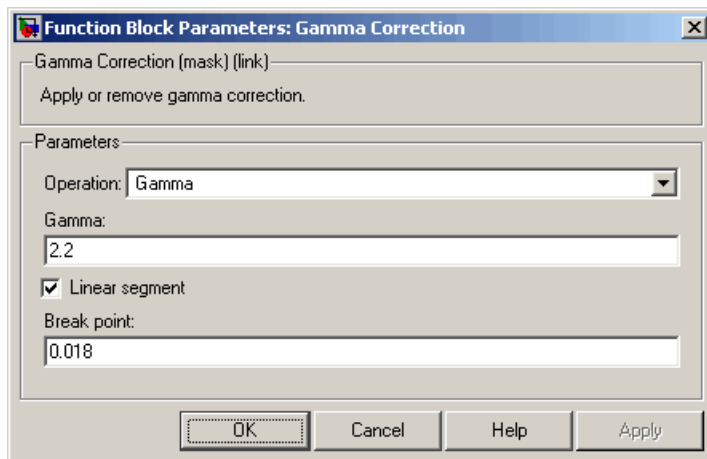 Function Block Parameters: Gamma Correction
Gamma Correction (mask) (link)
Apply or remove gamma correction.
Parameters
Operation: Gamma
Gamma:
2.2
Linear segment
Break point:
0.018
OK Cancel Help Apply